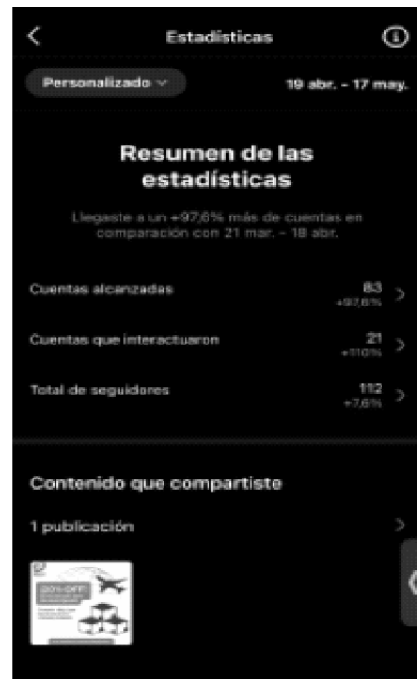 Estadísticas
Personalizado
19 abr. - 17 may.
Resumen de las
estadísticas
Llegaste a un +97,6% más de cuentas en
comparación con 21 mar. - 18 abr.
Cuentas alcanzadas
83
+97,6%
Cuentas que interactuaron
21
+110%
Total de seguidores
112
+7,6%
Contenido que compartiste
1 publicación